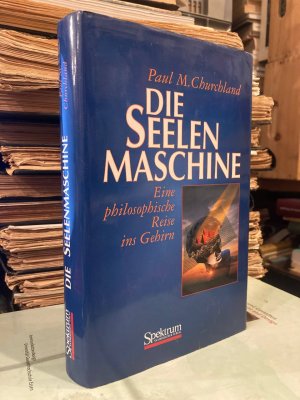 Paul M. Churchland
DIE
SEELEN
MASCHINE
Eine
philosophische
Reise
ins Gehirn
Spektrum
Churchland
DIE SEELENMASCHINE
Spektrum